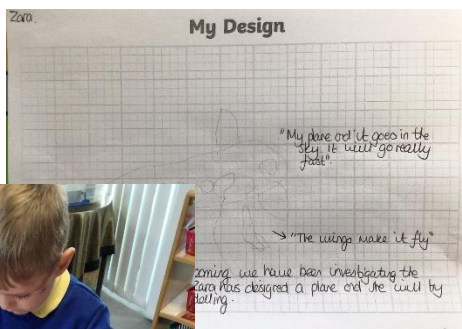 Zara.
My Design
"My plane and it goes in the
sky it will go really
fast".
"The wings make it fly"
we have been investigating the
Zara has designed a plane and she will by